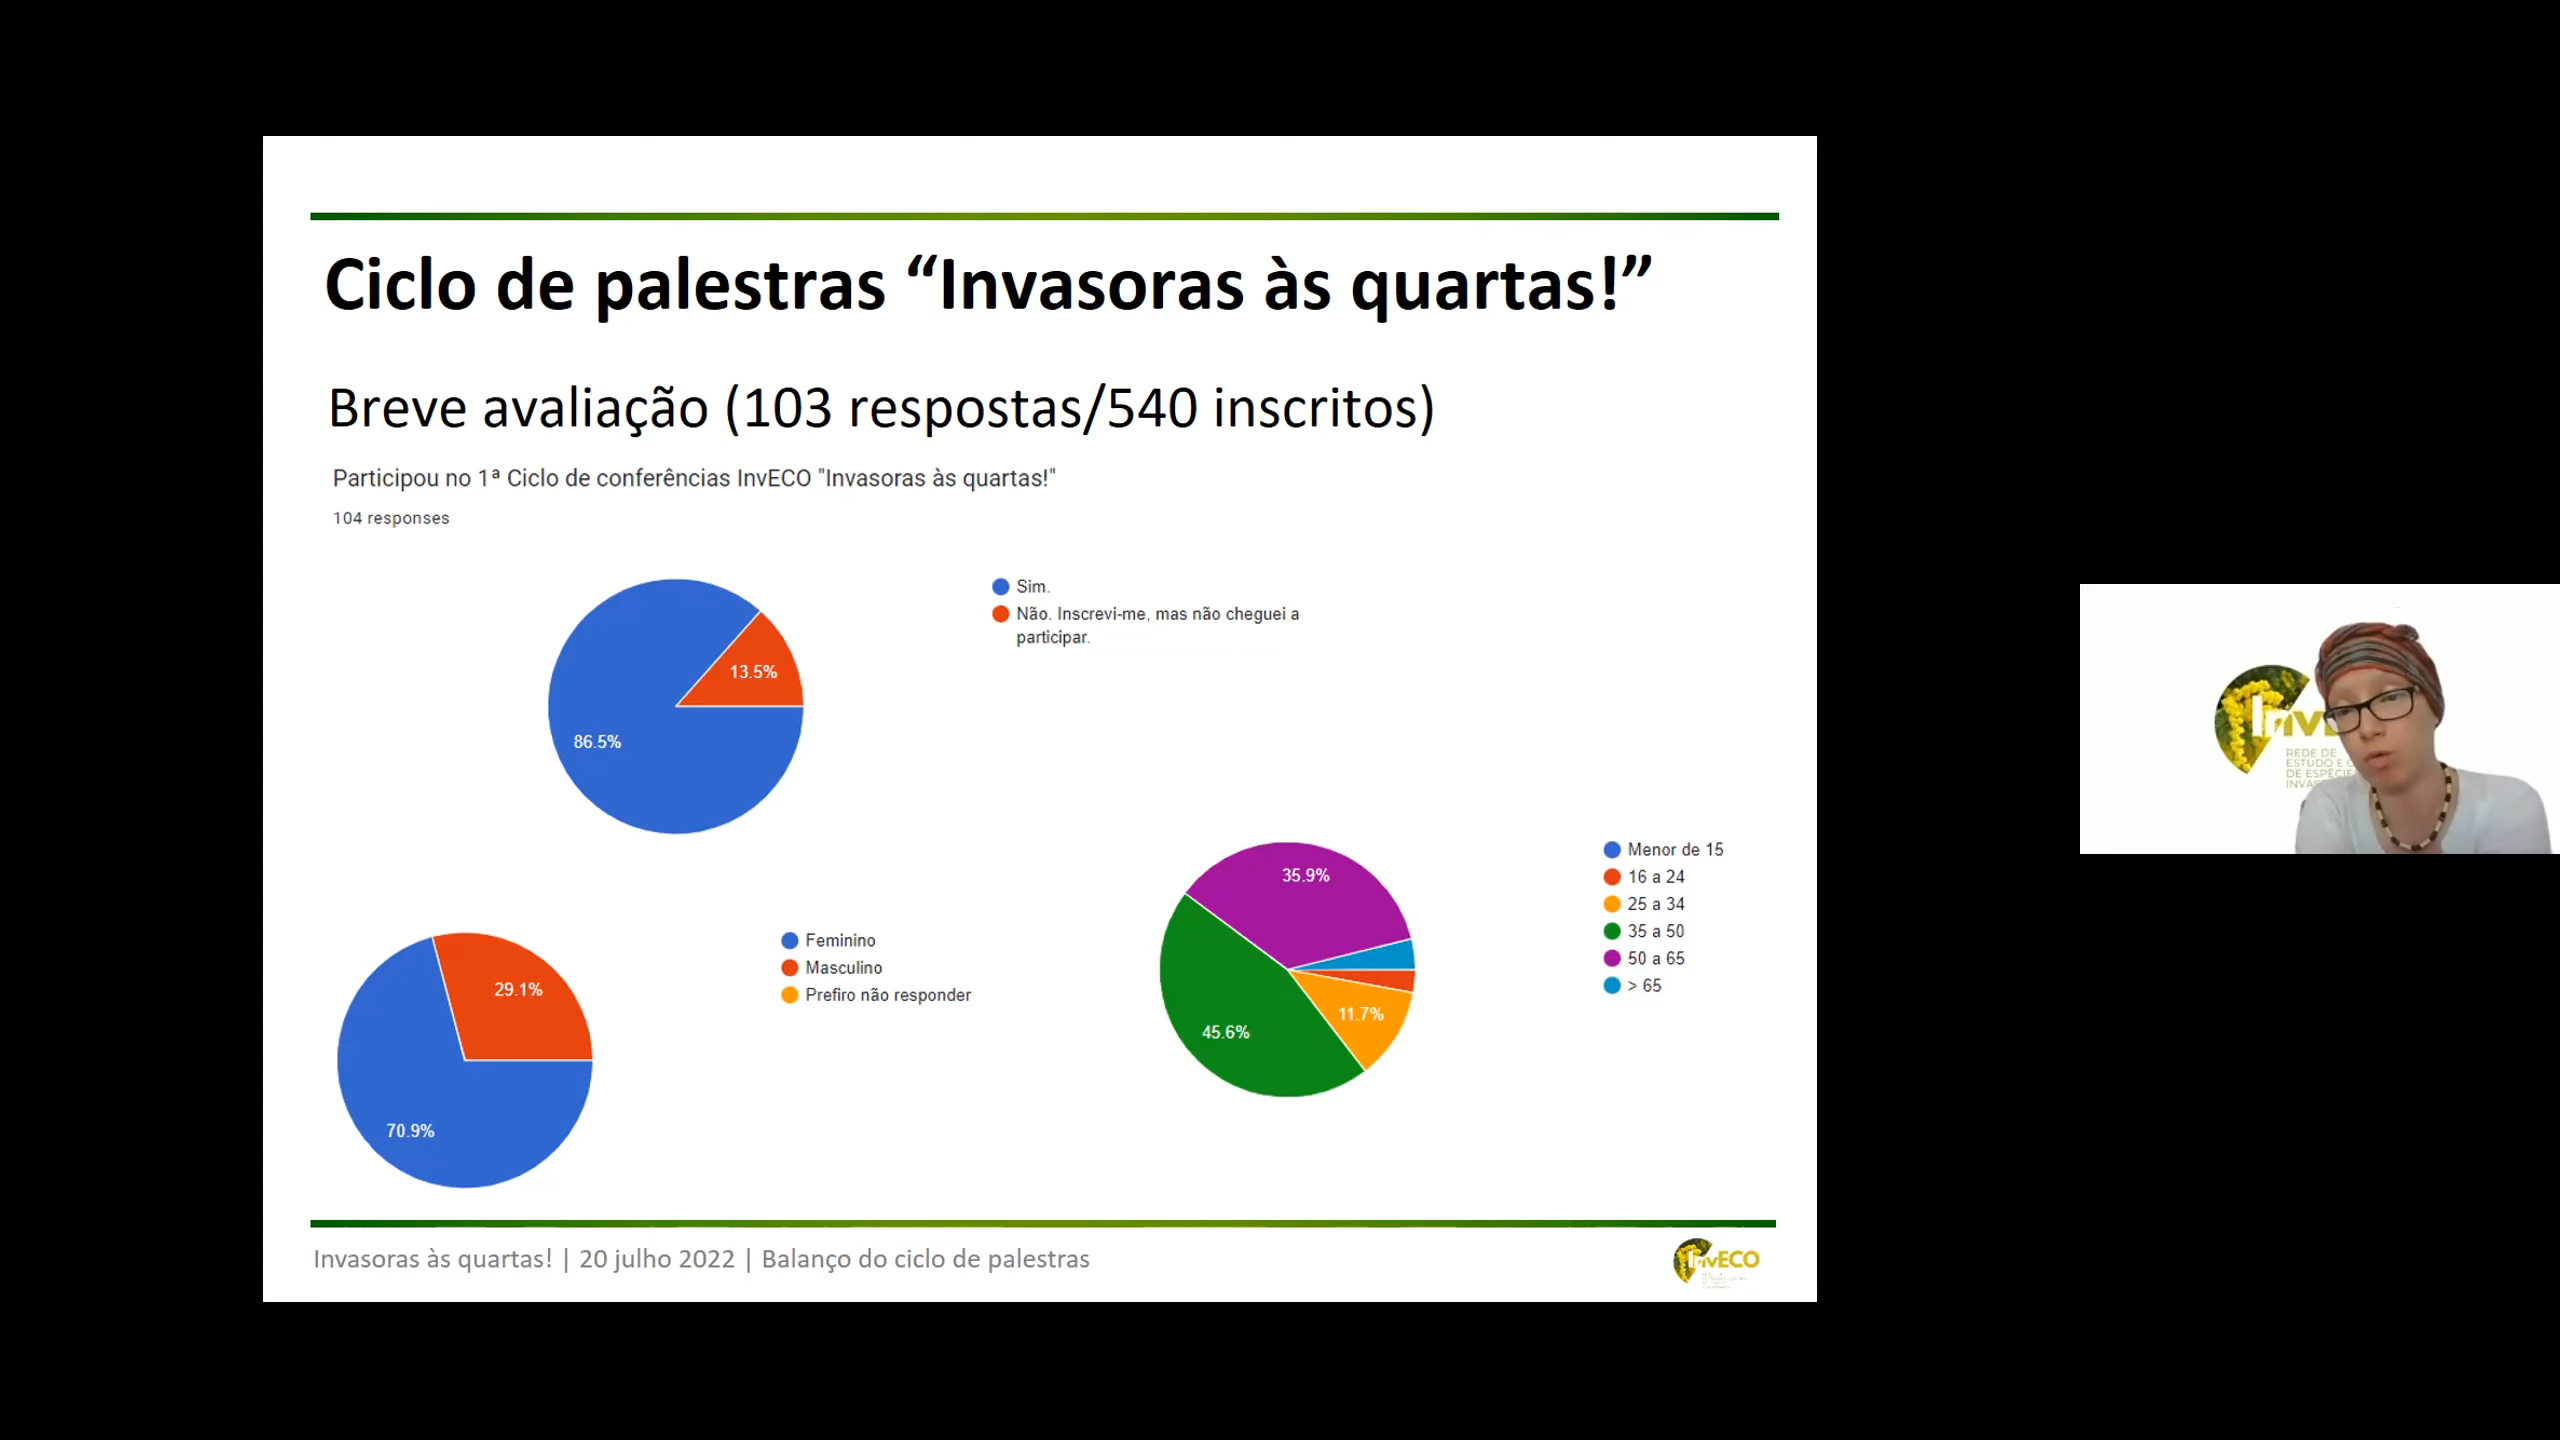 Ciclo de palestras “Invasoras às quartas!”
Breve avaliação (103 respostas/540 inscritos)
Participou no 1ª Ciclo de conferências InvECO "Invasoras às quartas!"
104 responses
Sim.
Não. Inscrevi-me, mas não cheguei a
participar.
13.5%
86.5%
Feminino
Masculino
Prefiro não responder
29.1%
70.9%
Menor de 15
16 a 24
25 a 34
35 a 50
50 a 65
> 65
35.9%
11.7%
45.6%
Invasoras às quartas! | 20 julho 2022 | Balanço do ciclo de palestras
InvECO
REDE DE
ESTUDO E